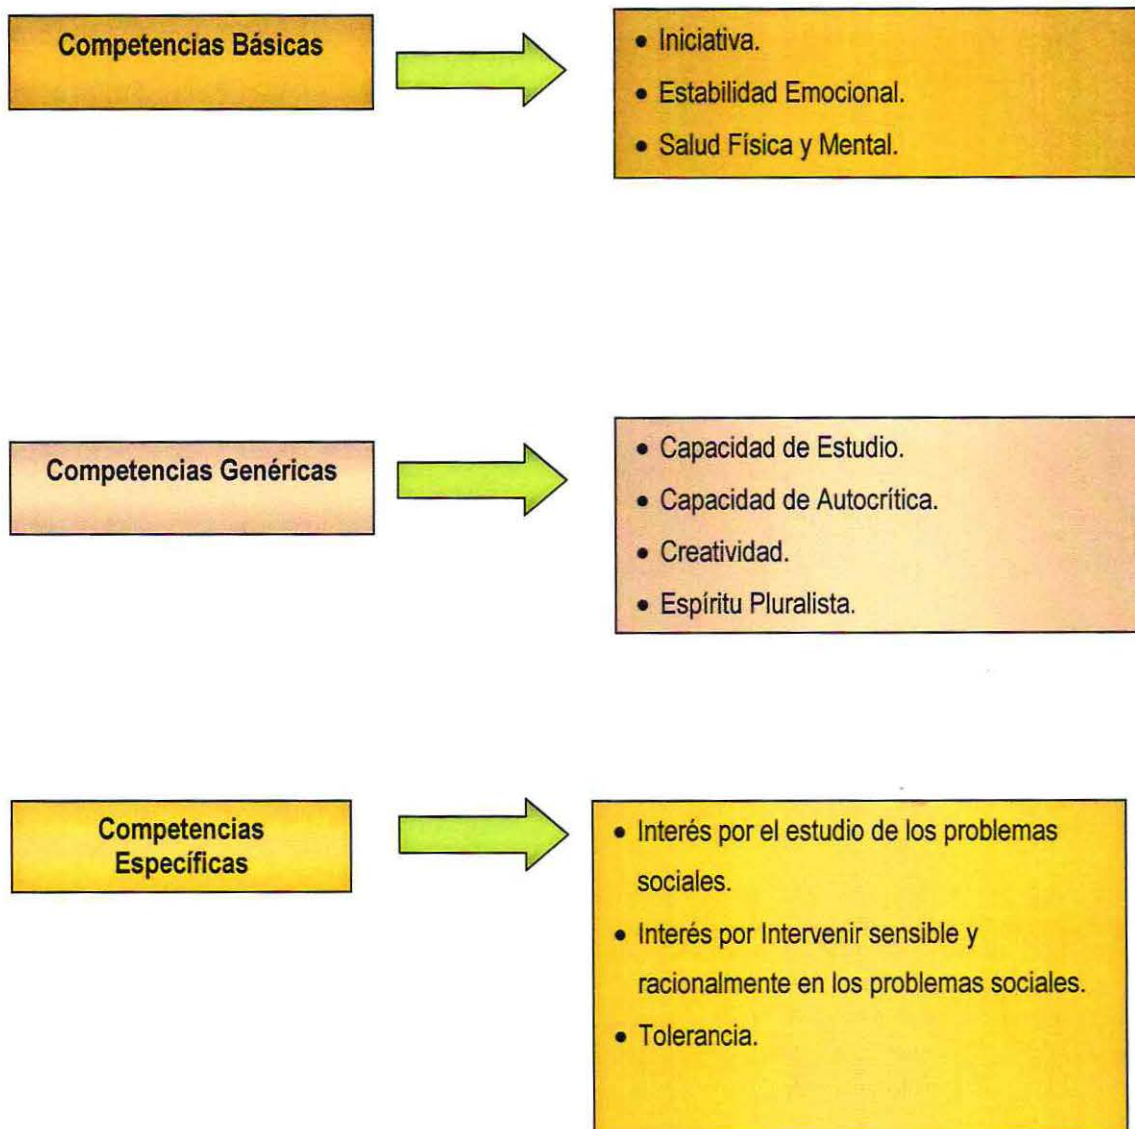 Competencias Básicas
• Iniciativa.
• Estabilidad Emocional.
• Salud Física y Mental.
Competencias Genéricas
• Capacidad de Estudio.
• Capacidad de Autocrítica.
• Creatividad.
• Espíritu Pluralista.
Competencias
Específicas
• Interés por el estudio de los problemas
sociales.
• Interés por Intervenir sensible y
racionalmente en los problemas sociales.
• Tolerancia.